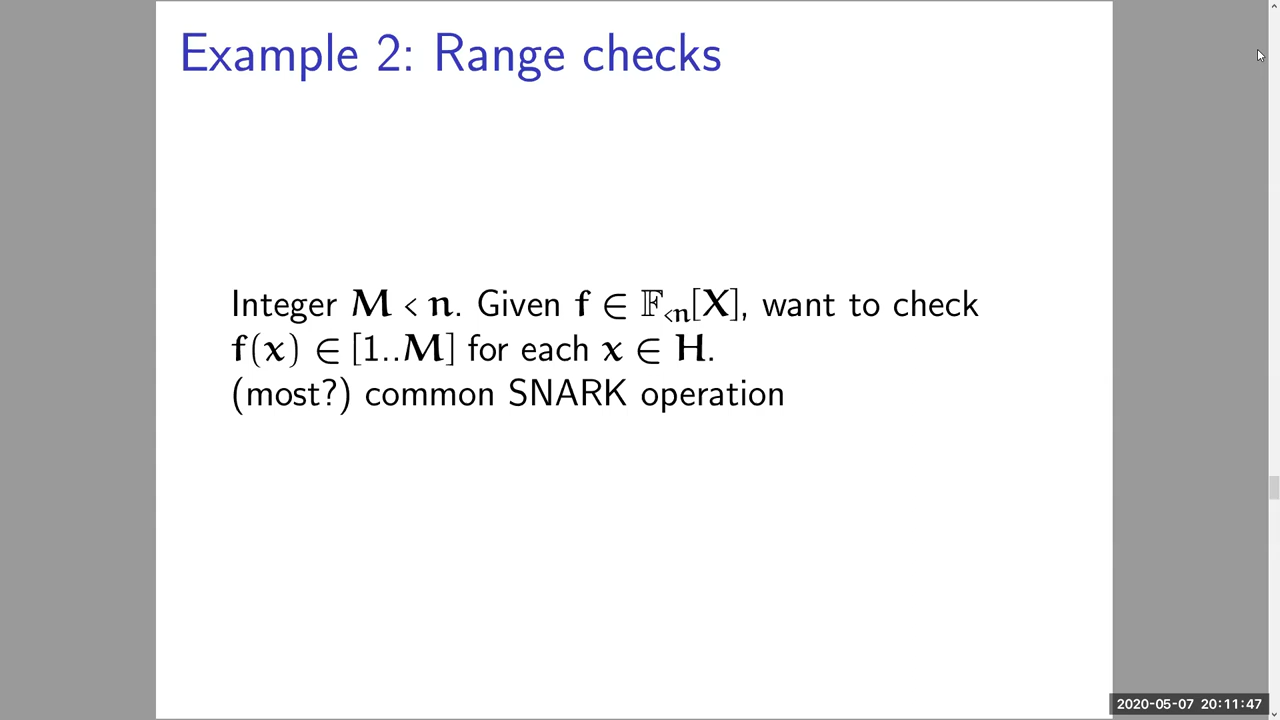 Example 2: Range checks
Integer M < n. Given f ∈ 𝔽<n[X], want to check
f(x) ∈ [1..M] for each x ∈ H.
(most?) common SNARK operation
2020-05-07 20:11:47